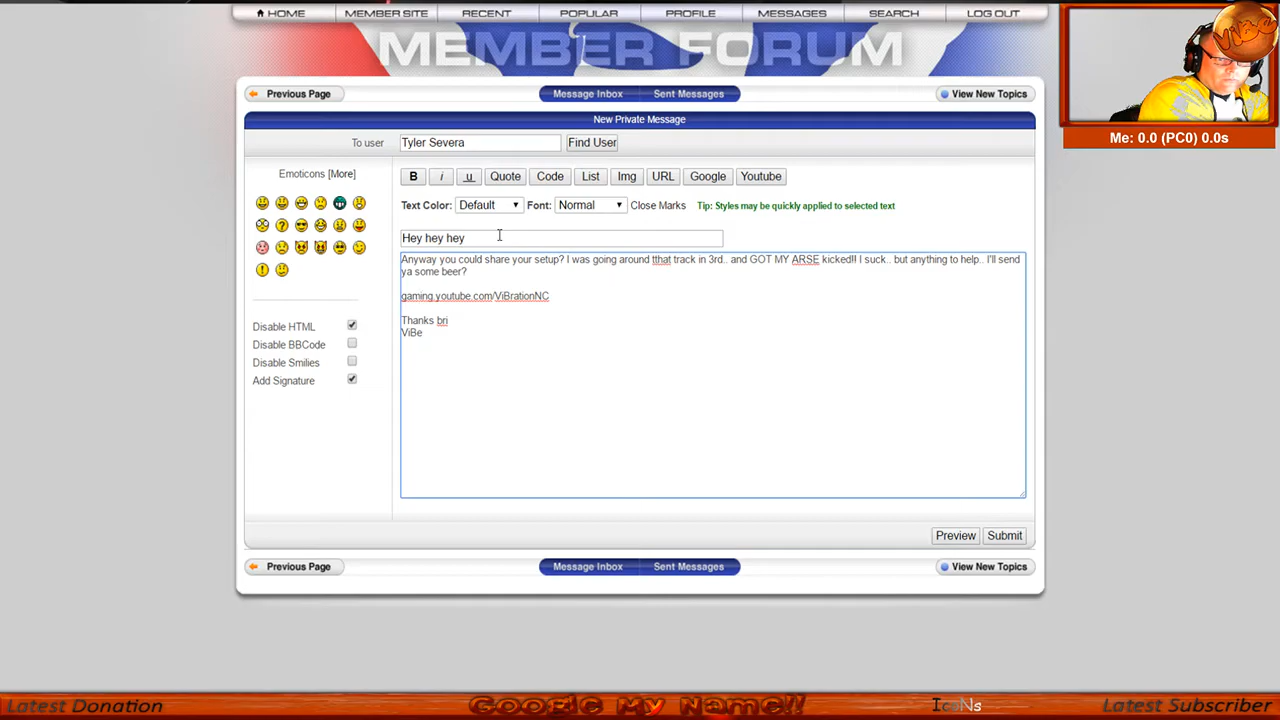 HOME MEMBER SITE RECENT POPULAR PROFILE MESSAGES SEARCH LOG OUT
MEMBER FORUM
ViBe
Me: 0.0 (PC0) 0.0s
Previous Page Message Inbox Sent Messages View New Topics
New Private Message
To user Tyler Severa Find User
Emoticons [More]
B i u Quote Code List Img URL Google Youtube
Text Color: Default Font: Normal Close Marks Tip: Styles may be quickly applied to selected text
Hey hey hey
Anyway you could share your setup? I was going around tthat track in 3rd.. and GOT MY ARSE kicked!! I suck.. but anything to help.. I'll send
ya some beer?
gaming.youtube.com/ViBrationNC
Thanks bri
ViBe
Disable HTML
Disable BBCode
Disable Smilies
Add Signature
Preview Submit
Previous Page Message Inbox Sent Messages View New Topics
Latest Donation Google My Name!! IcaNs Latest Subscriber